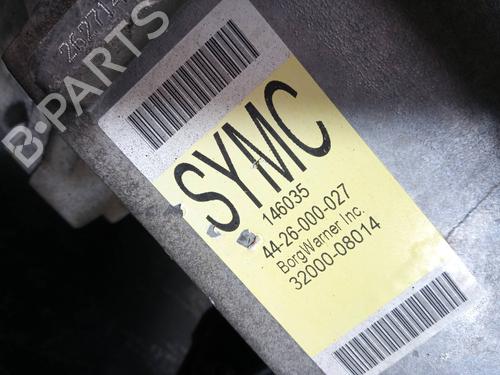 B-PARTS
SYMC
146035
44-26-000-027
BorgWarner Inc.
32000-08014